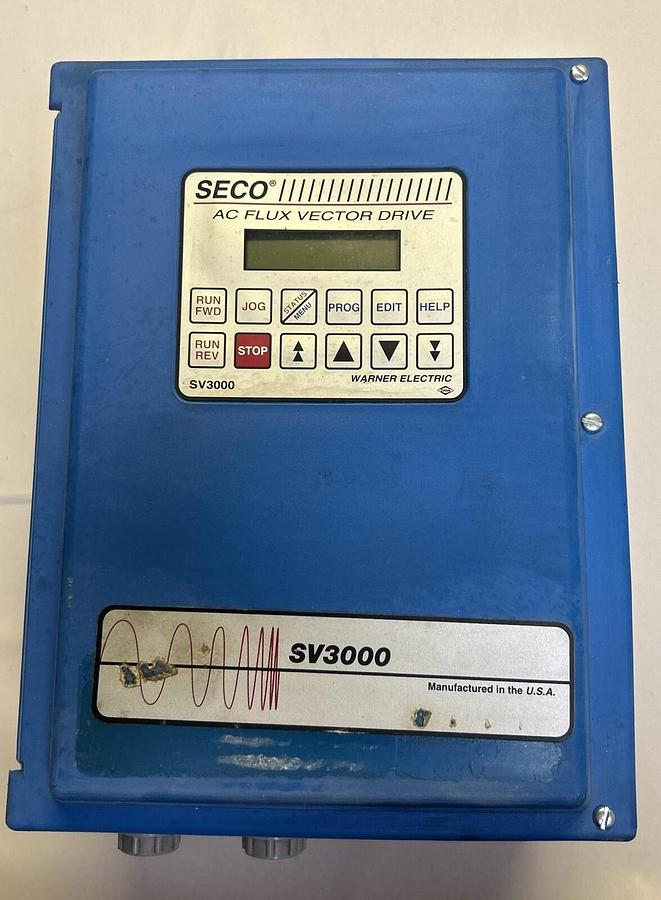 SECO®
AC FLUX VECTOR DRIVE
RUN FWD JOG STATUS/MENU PROG EDIT HELP
RUN REV STOP
SV3000 WARNER ELECTRIC
SV3000
Manufactured in the U.S.A.